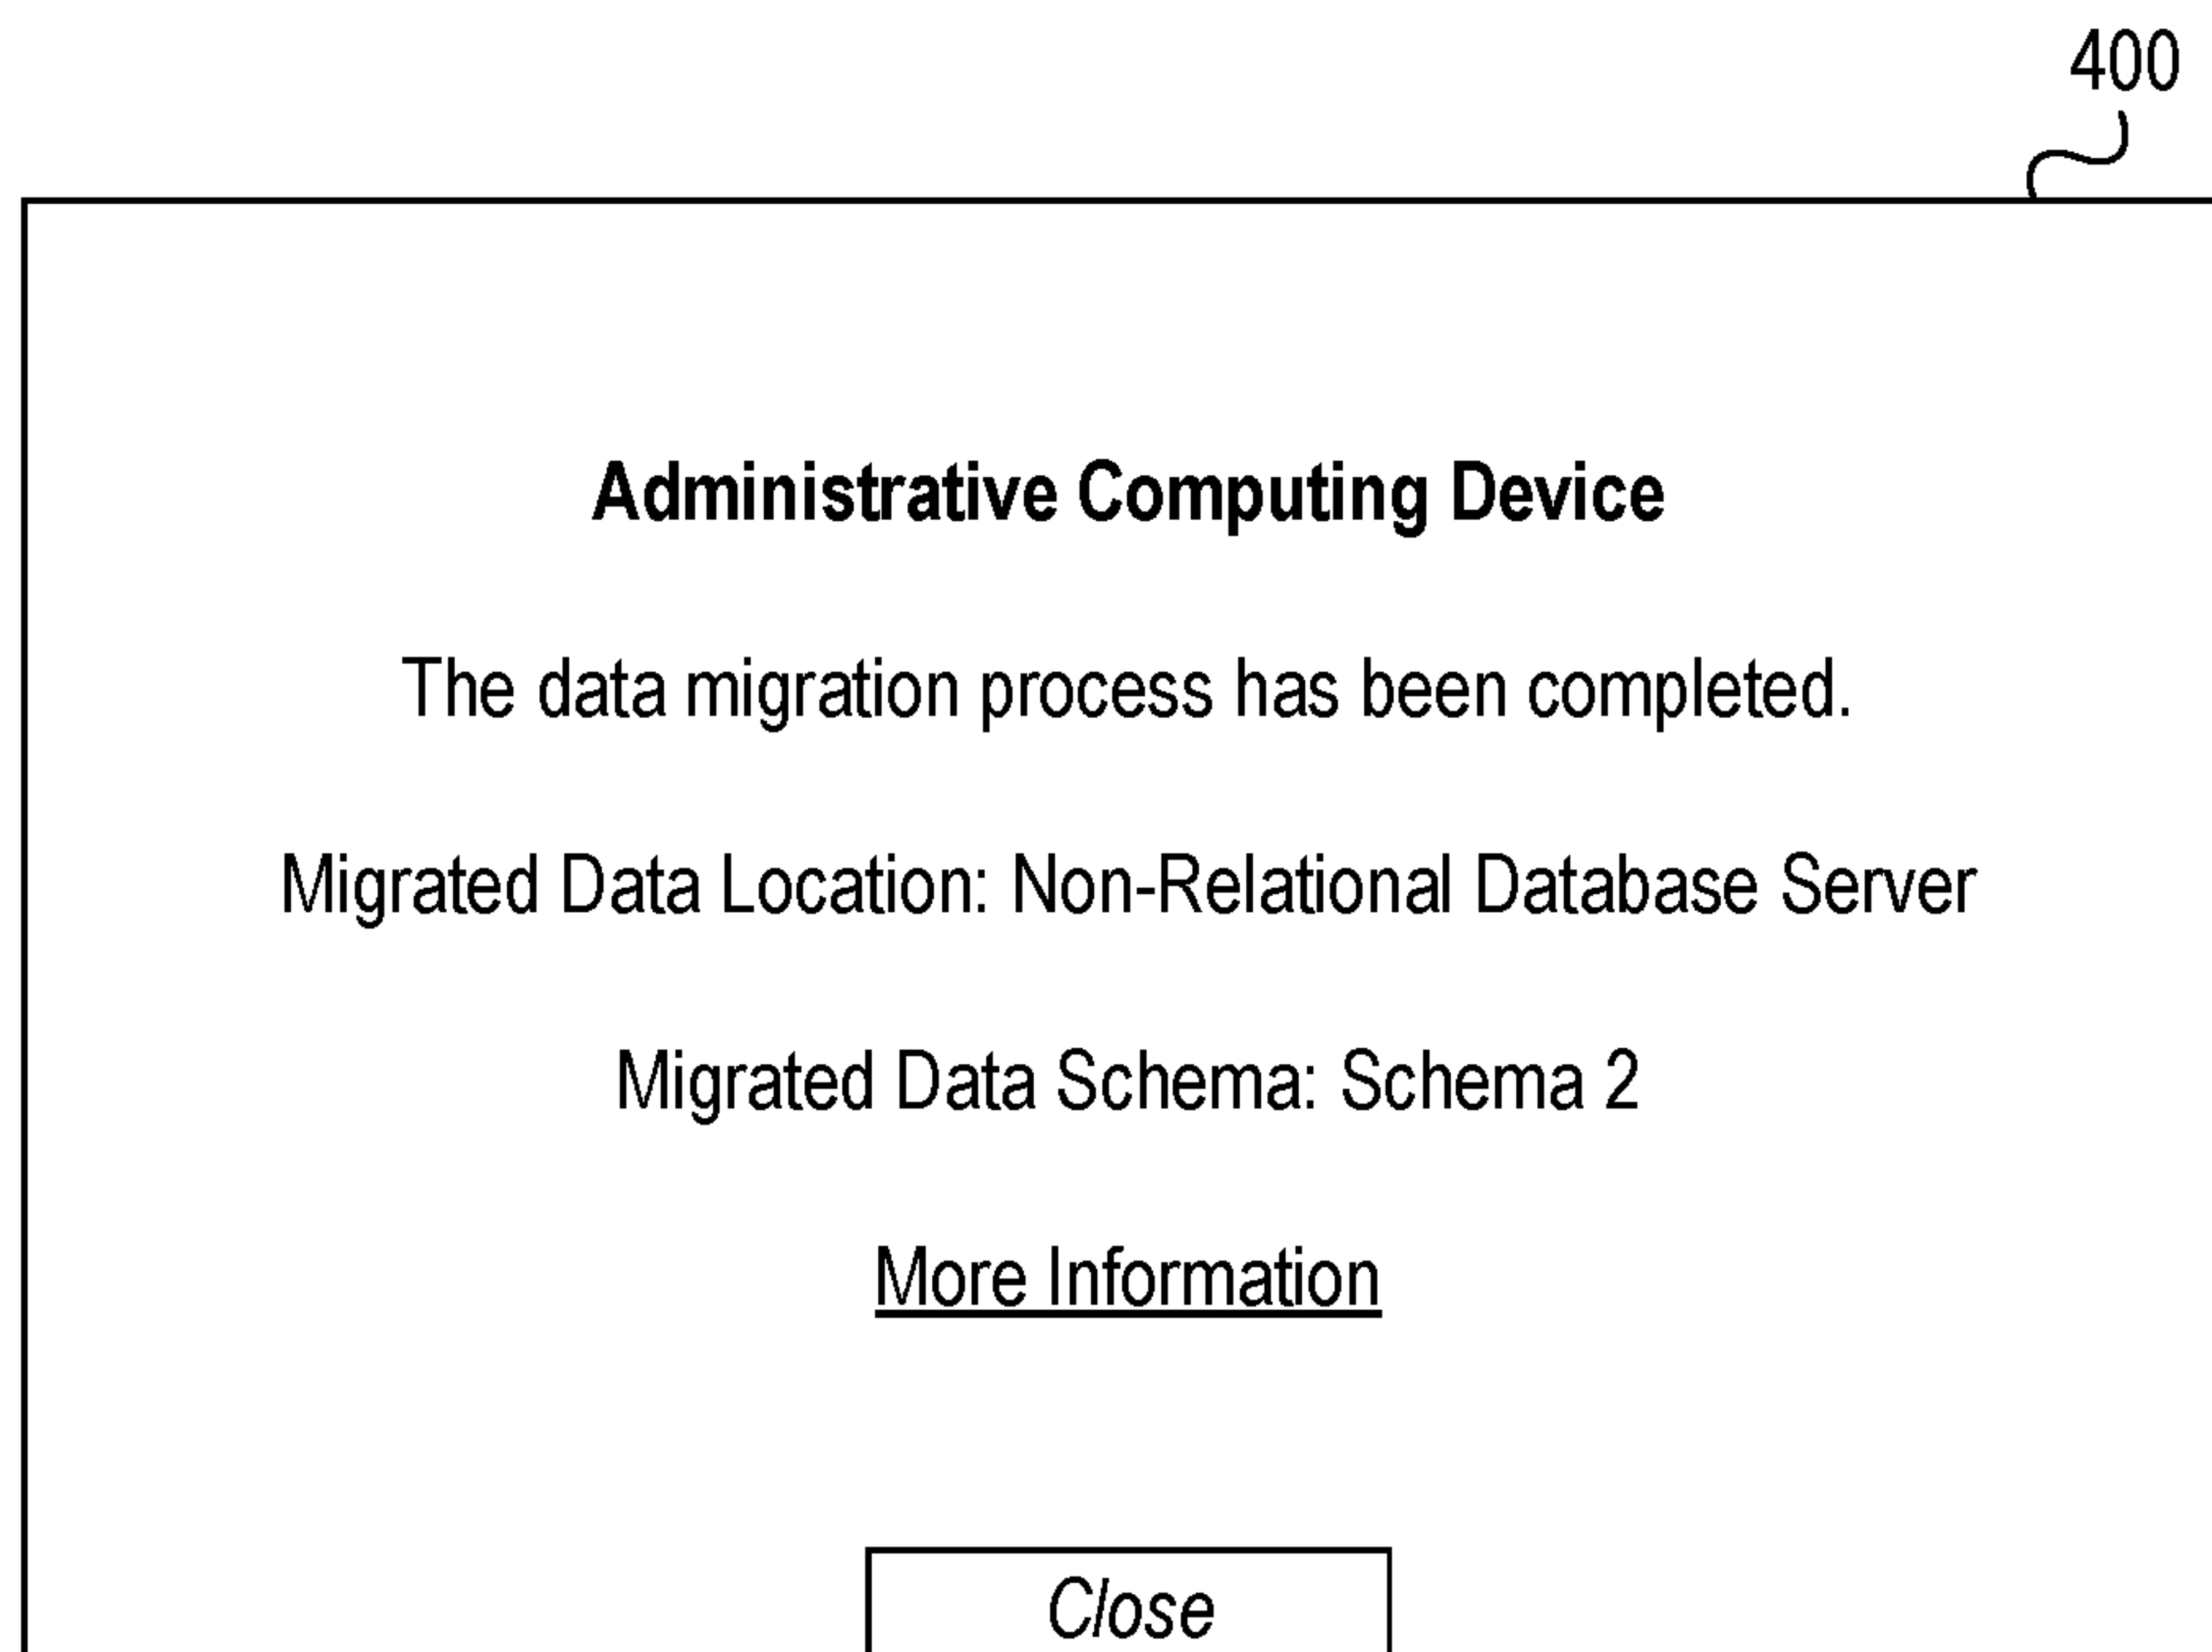 400
Administrative Computing Device
The data migration process has been completed.
Migrated Data Location: Non-Relational Database Server
Migrated Data Schema: Schema 2
More Information
Close